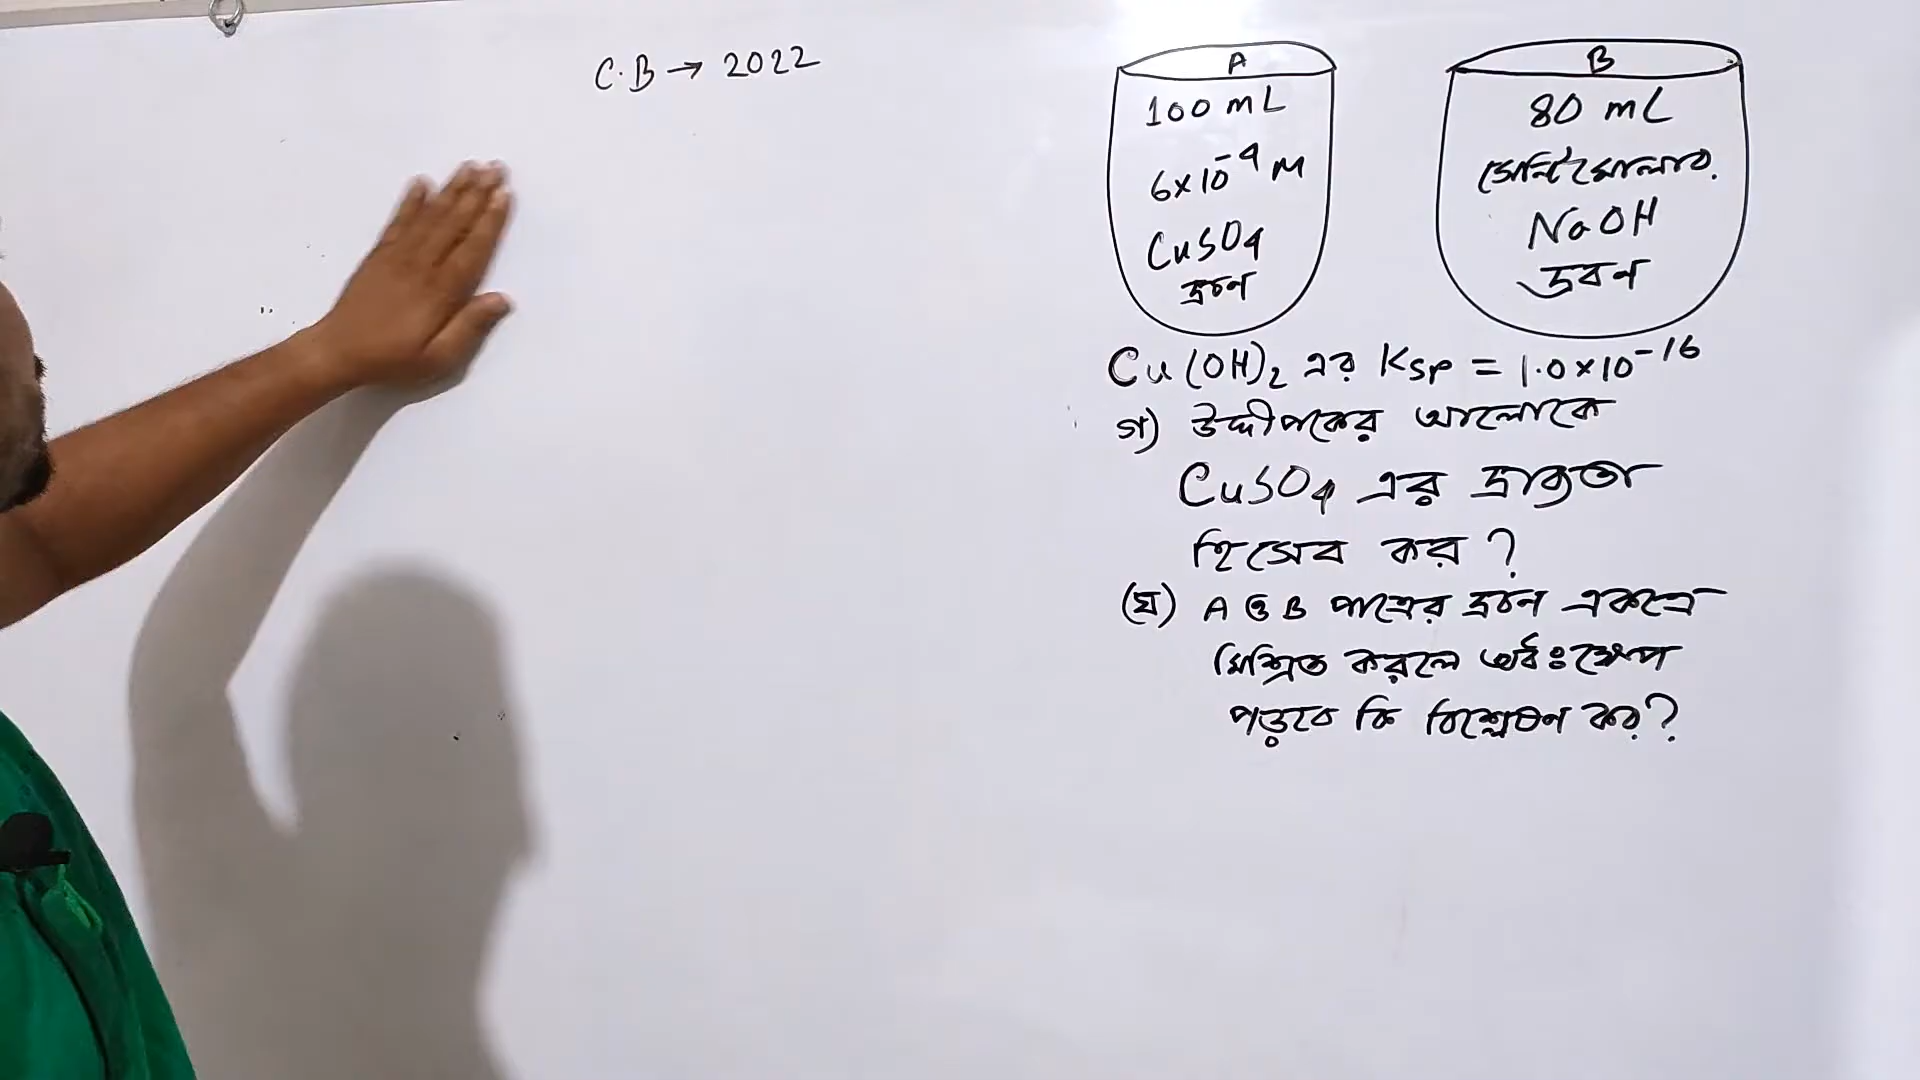 C.B → 2022
A
100 mL
6×10⁻⁴ M
CuSO₄
দ্রবণ
B
80 mL
সেন্টিমোলার.
NaOH
দ্রবণ
Cu(OH)₂ এর Ksp = 1.0×10⁻¹⁶
গ) উদ্দীপকের আলোকে
CuSO₄ এর দ্রাব্যতা
হিসেব কর ?
(ঘ) A ও B পাত্রের দ্রবণ একত্রে
মিশ্রিত করলে অধঃক্ষেপ
পড়বে কি বিশ্লেষণ কর ?